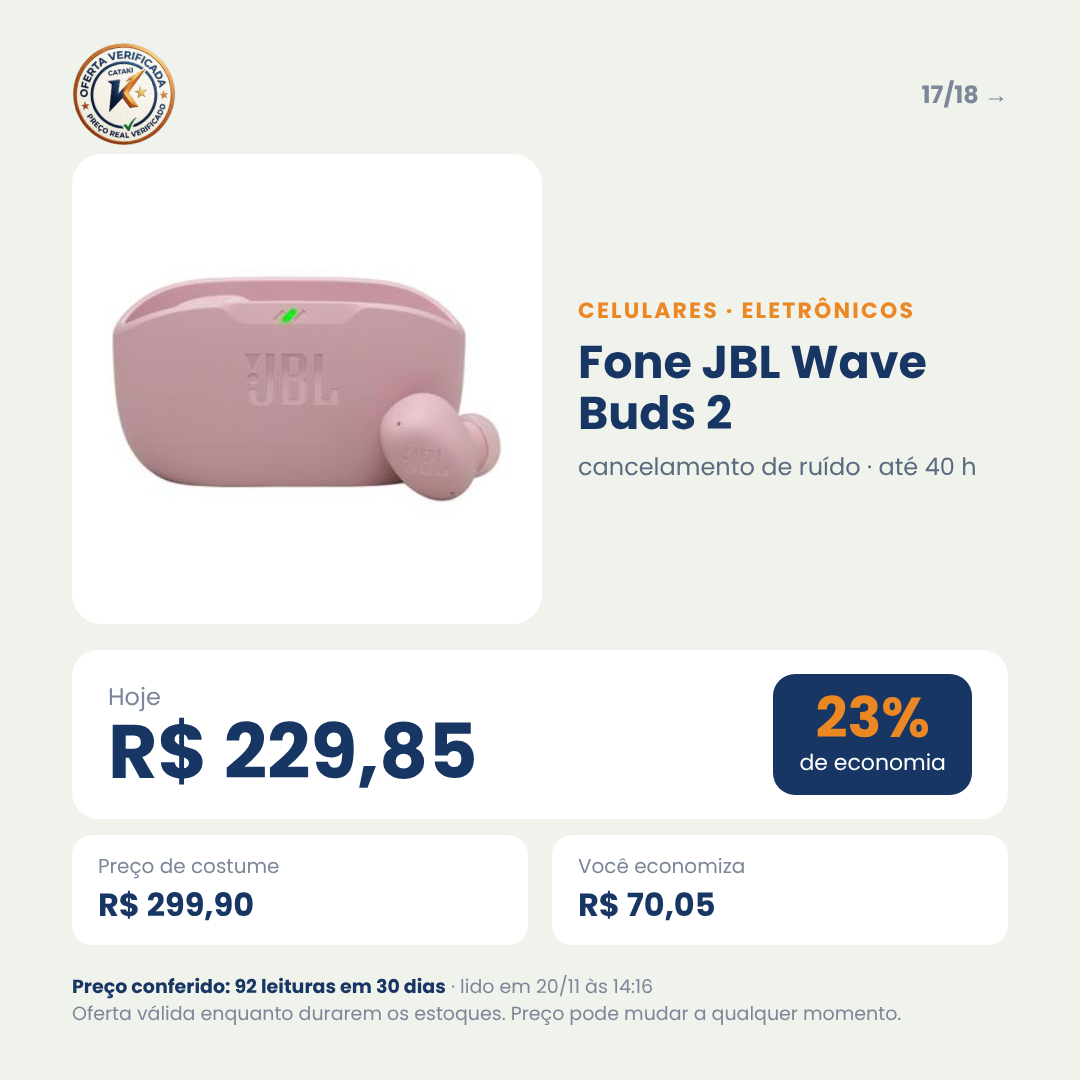 OFERTA VERIFICADA
CATAKI
K
PREÇO REAL VERIFICADO
17/18 →
JBL
JBL
CELULARES · ELETRÔNICOS
Fone JBL Wave
Buds 2
cancelamento de ruído · até 40 h
Hoje
R$ 229,85
23%
de economia
Preço de costume
R$ 299,90
Você economiza
R$ 70,05
Preço conferido: 92 leituras em 30 dias · lido em 20/11 às 14:16
Oferta válida enquanto durarem os estoques. Preço pode mudar a qualquer momento.